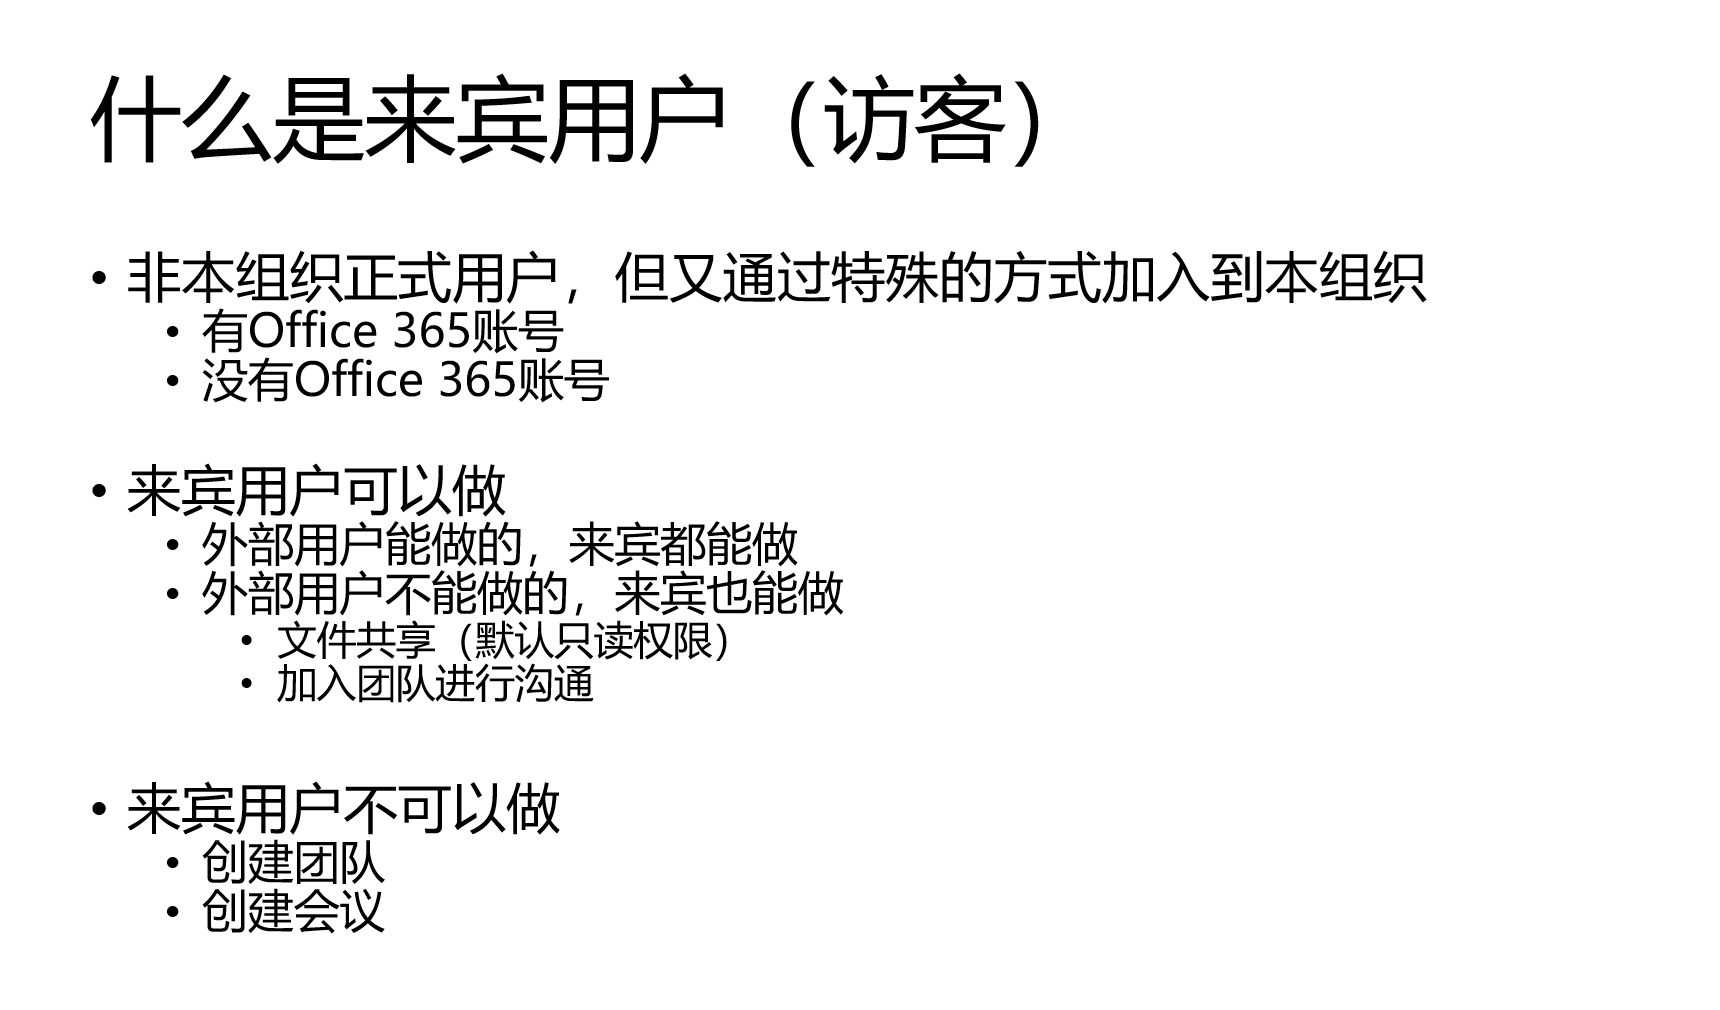 什么是来宾用户（访客）
• 非本组织正式用户，但又通过特殊的方式加入到本组织
• 有Office 365账号
• 没有Office 365账号
• 来宾用户可以做
• 外部用户能做的，来宾都能做
• 外部用户不能做的，来宾也能做
• 文件共享（默认只读权限）
• 加入团队进行沟通
• 来宾用户不可以做
• 创建团队
• 创建会议